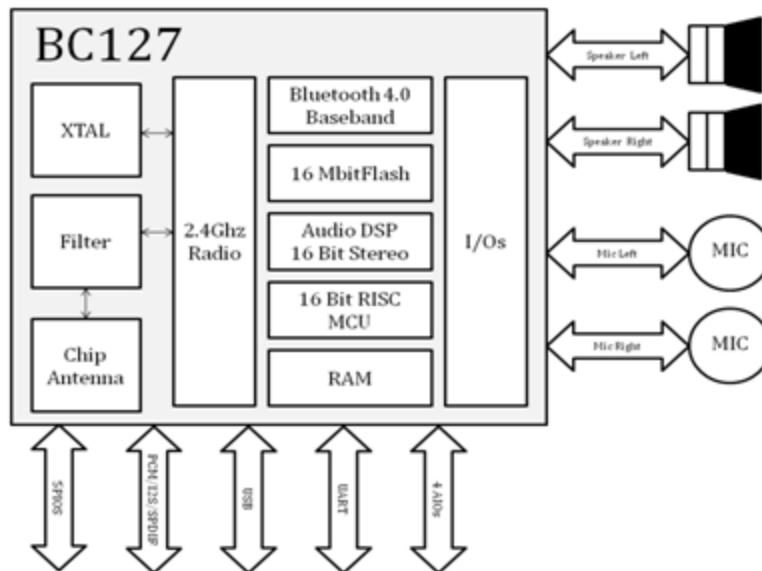 BC127
XTAL
Filter
Chip
Antenna
2.4Ghz
Radio
Bluetooth 4.0
Baseband
16 MbitFlash
Audio DSP
16 Bit Stereo
16 Bit RISC
MCU
RAM
I/Os
Speaker Left
Speaker Right
Mic Left
MIC
Mic Right
MIC
PCM/I2S/SPDIF
USB
UART
4 AIOs